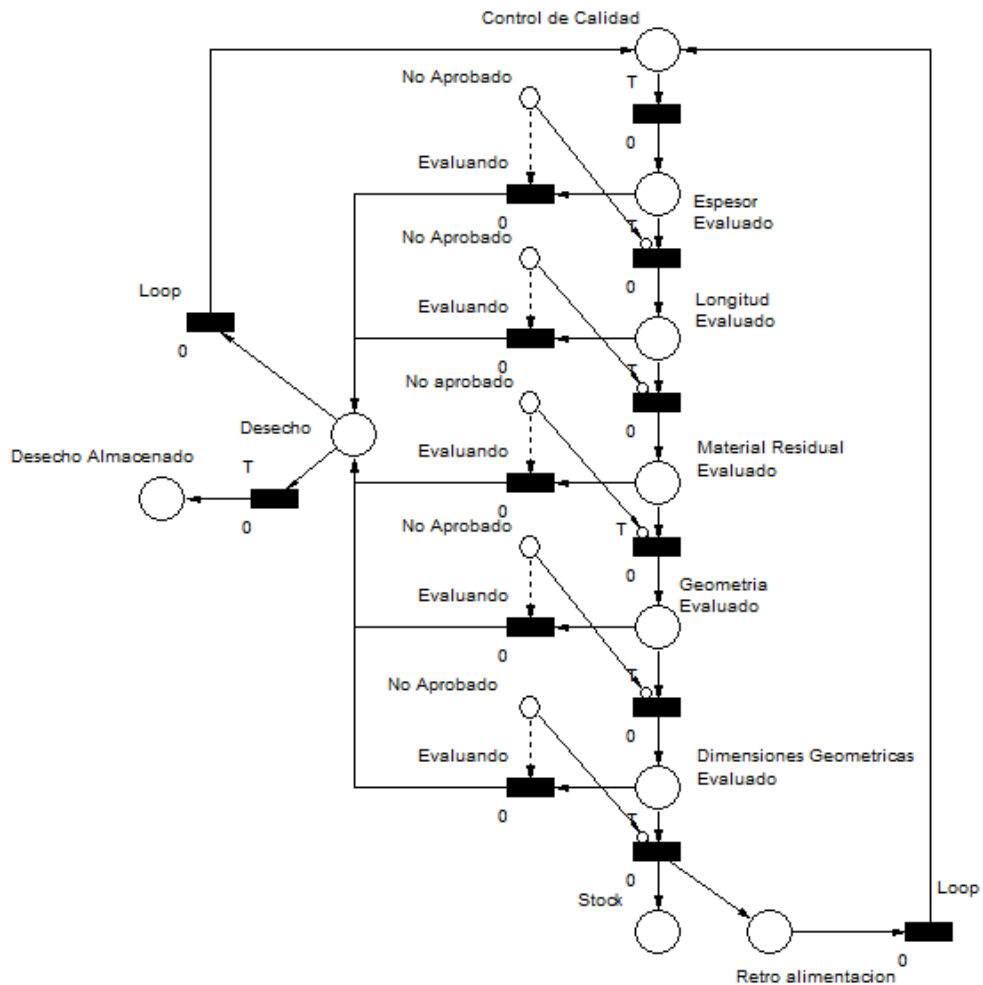 Control de Calidad
No Aprobado
T
0
Evaluando
Espesor
Evaluado
0
T
No Aprobado
0
Loop
Evaluando
Longitud
Evaluado
0
0
T
No aprobado
0
Desecho
Material Residual
Evaluado
Desecho Almacenado
Evaluando
T
0
0
No Aprobado
T
0
Geometria
Evaluado
Evaluando
0
T
No Aprobado
0
Dimensiones Geometricas
Evaluado
Evaluando
0
T
0
Stock
Loop
0
Retro alimentacion